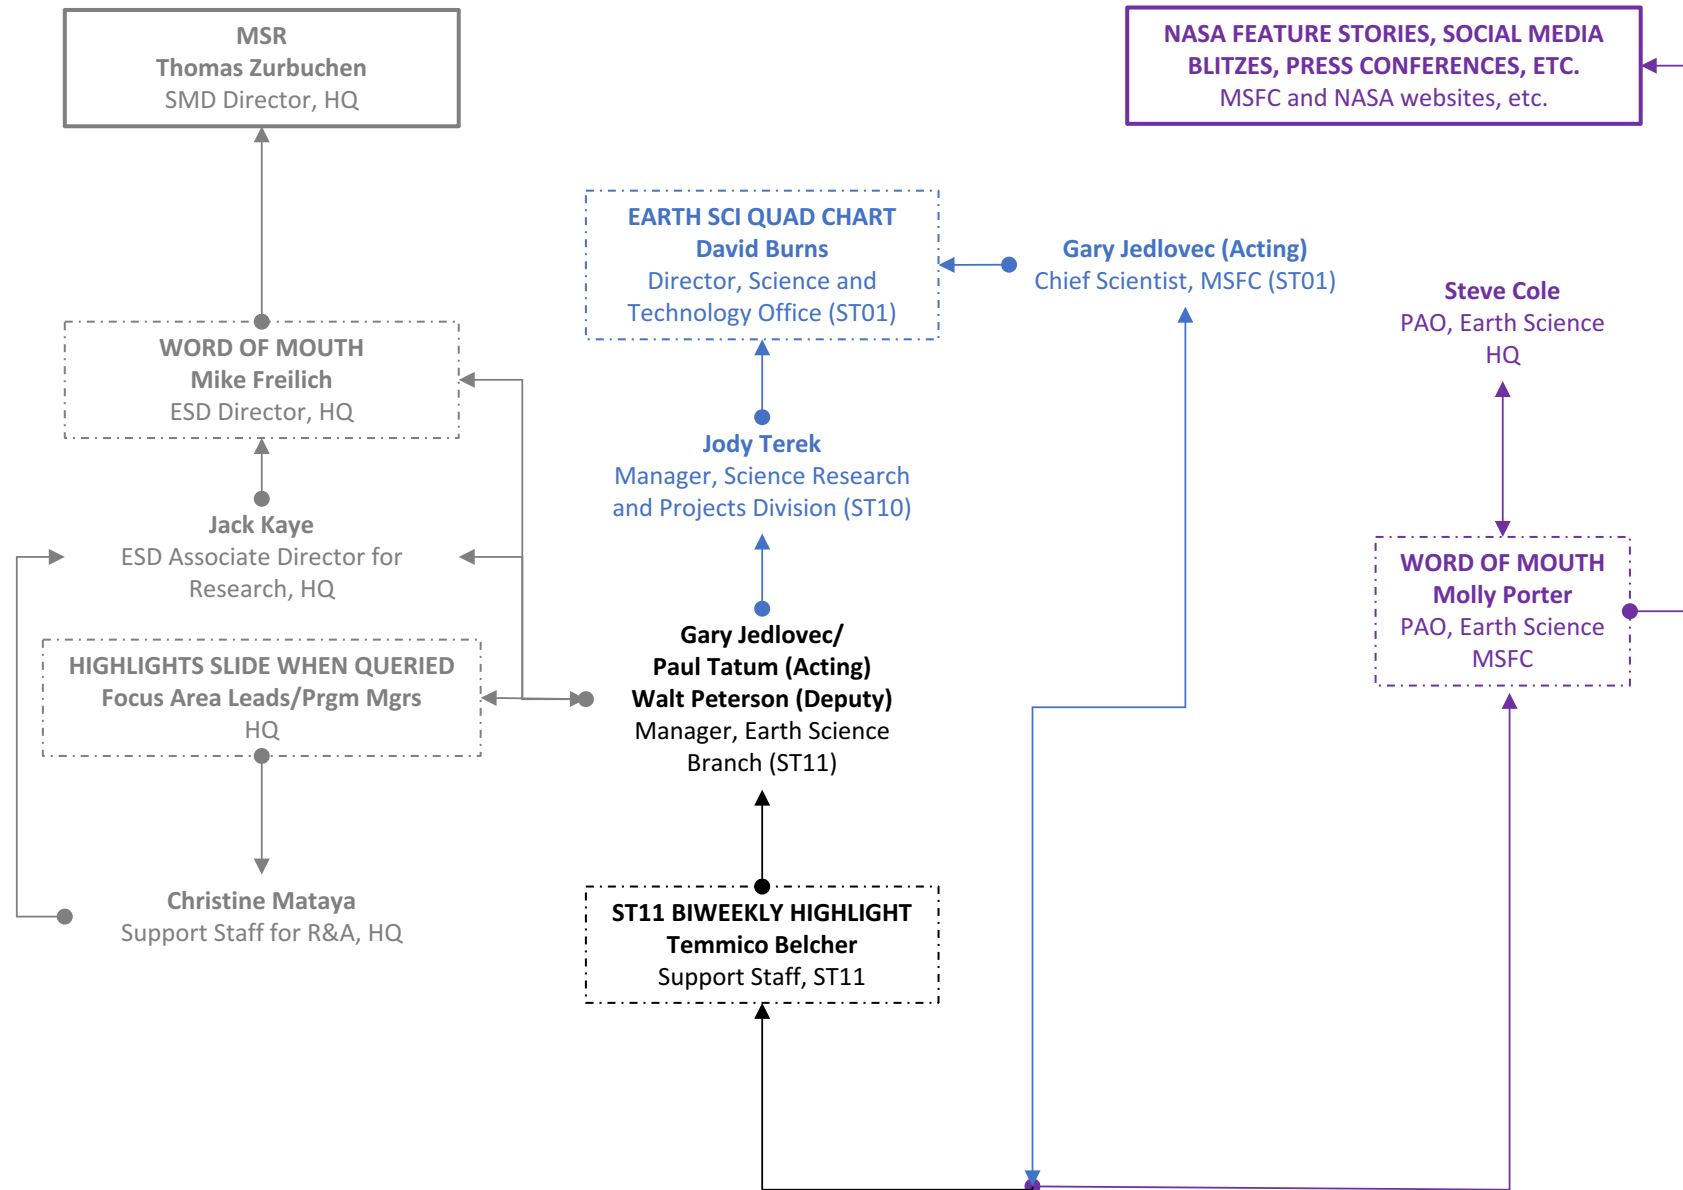 MSR
Thomas Zurbuchen
SMD Director, HQ
NASA FEATURE STORIES, SOCIAL MEDIA
BLITZES, PRESS CONFERENCES, ETC.
MSFC and NASA websites, etc.
EARTH SCI QUAD CHART
David Burns
Director, Science and
Technology Office (ST01)
Gary Jedlovec (Acting)
Chief Scientist, MSFC (ST01)
Steve Cole
PAO, Earth Science
HQ
WORD OF MOUTH
Mike Freilich
ESD Director, HQ
Jody Terek
Manager, Science Research
and Projects Division (ST10)
Jack Kaye
ESD Associate Director for
Research, HQ
WORD OF MOUTH
Molly Porter
PAO, Earth Science
MSFC
HIGHLIGHTS SLIDE WHEN QUERIED
Focus Area Leads/Prgm Mgrs
HQ
Gary Jedlovec/
Paul Tatum (Acting)
Walt Peterson (Deputy)
Manager, Earth Science
Branch (ST11)
Christine Mataya
Support Staff for R&A, HQ
ST11 BIWEEKLY HIGHLIGHT
Temmico Belcher
Support Staff, ST11